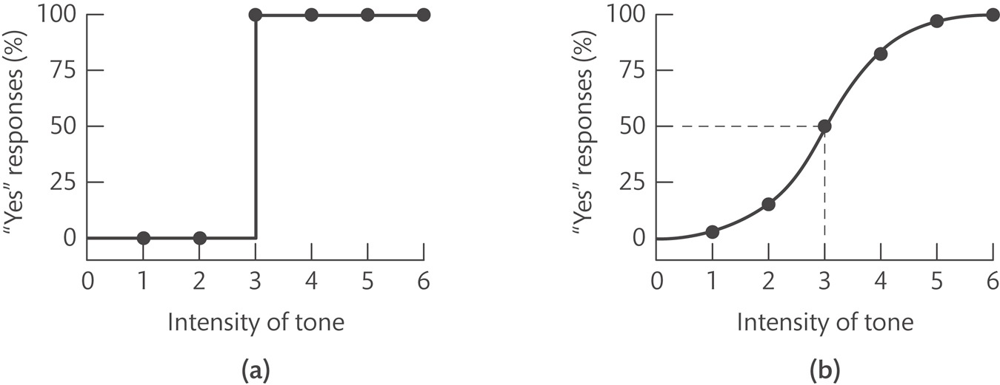 “Yes” responses (%)
100
75
50
25
0
0 1 2 3 4 5 6
Intensity of tone
(a)
“Yes” responses (%)
100
75
50
25
0
0 1 2 3 4 5 6
Intensity of tone
(b)